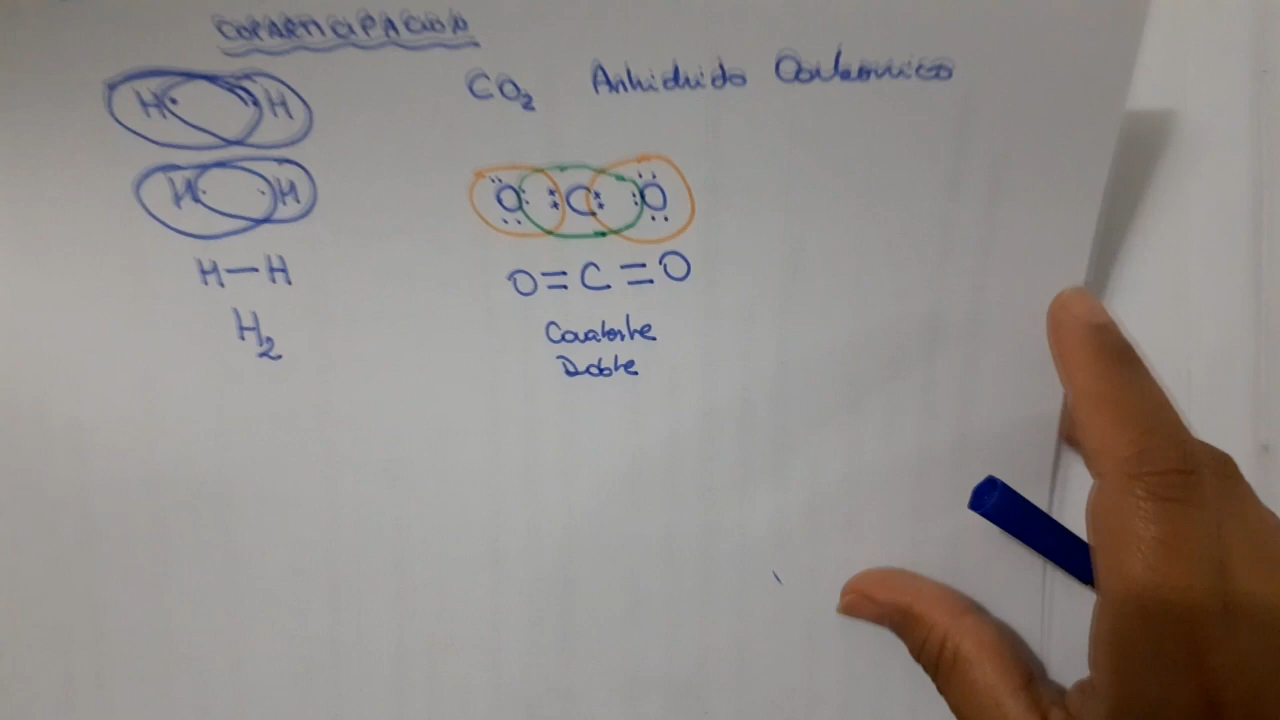 COPARTICIPACION
H H
H H
H—H
H₂
CO₂ Anhidrido Carbonico
O C O
O=C=O
Covalente
Doble